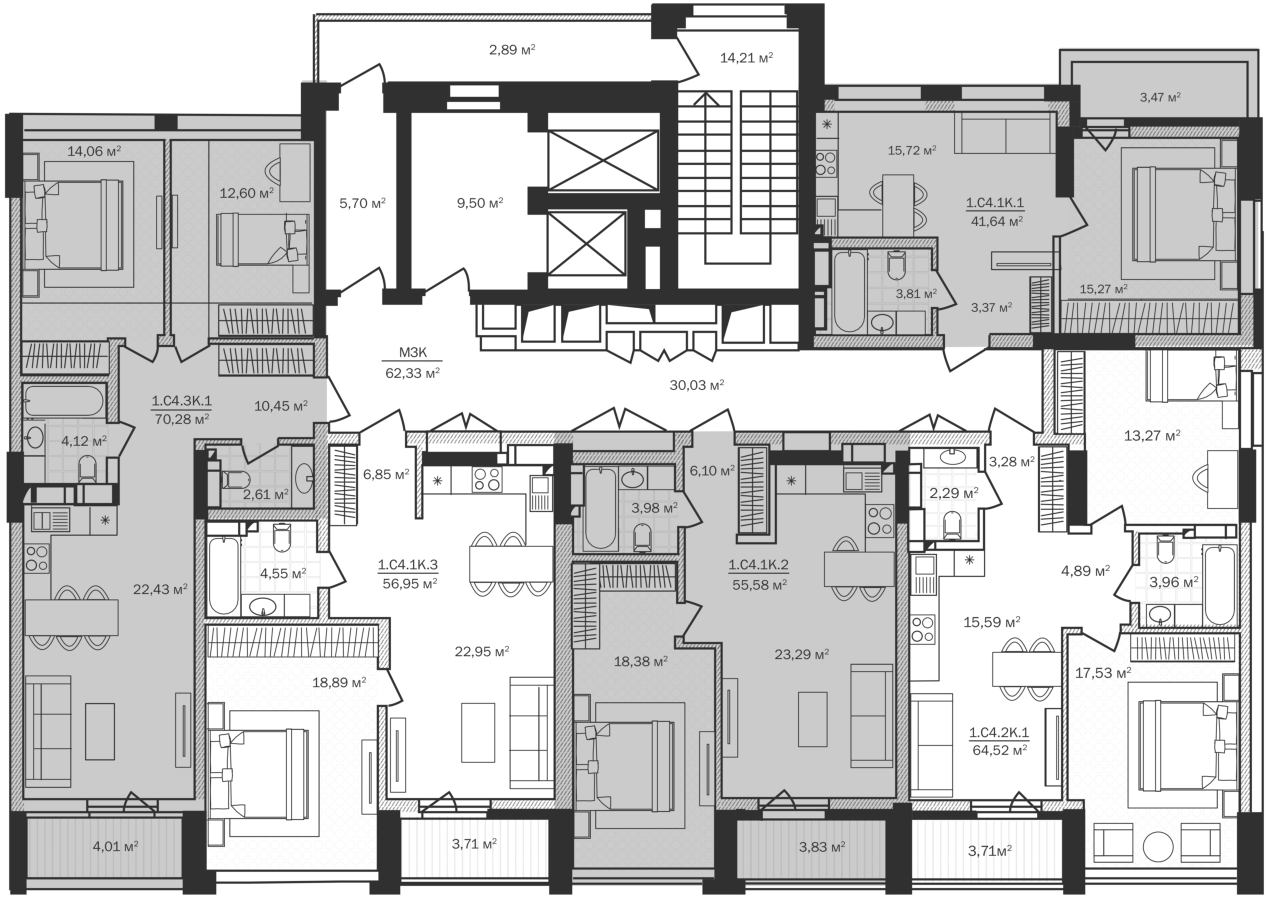 2,89 м²
14,21 м²
3,47 м²
14,06 м²
12,60 м²
5,70 м²
9,50 м²
15,72 м²
1.С4.1К.1
41,64 м²
15,27 м²
3,81 м²
3,37 м²
МЗК
62,33 м²
30,03 м²
1.С4.3К.1
70,28 м²
10,45 м²
4,12 м²
2,61 м²
6,85 м²
6,10 м²
3,98 м²
2,29 м²
3,28 м²
13,27 м²
22,43 м²
4,55 м²
1.С4.1К.3
56,95 м²
1.С4.1К.2
55,58 м²
4,89 м²
3,96 м²
15,59 м²
18,89 м²
22,95 м²
18,38 м²
23,29 м²
17,53 м²
1.С4.2К.1
64,52 м²
4,01 м²
3,71 м²
3,83 м²
3,71 м²